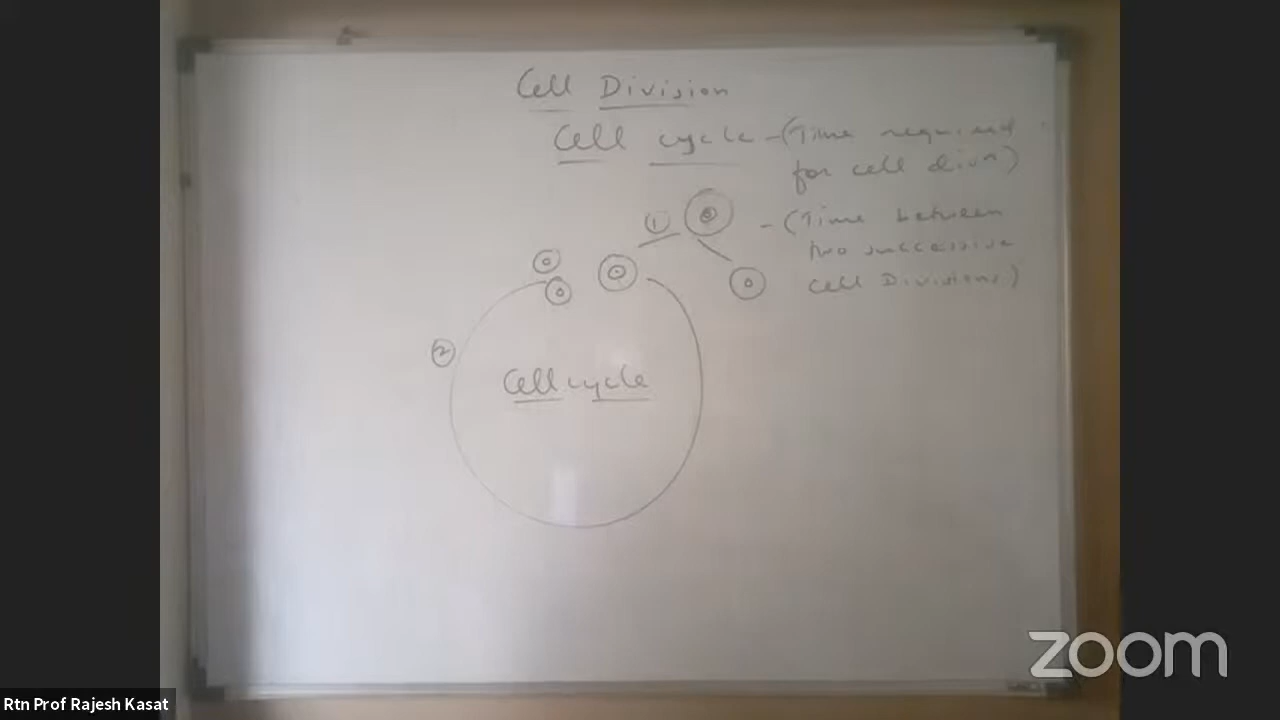 Cell Division
Cell cycle - (Time required
for cell divn)
①
- (Time between
two successive
Cell Divisions)
②
Cell cycle
zoom
Rtn Prof Rajesh Kasat